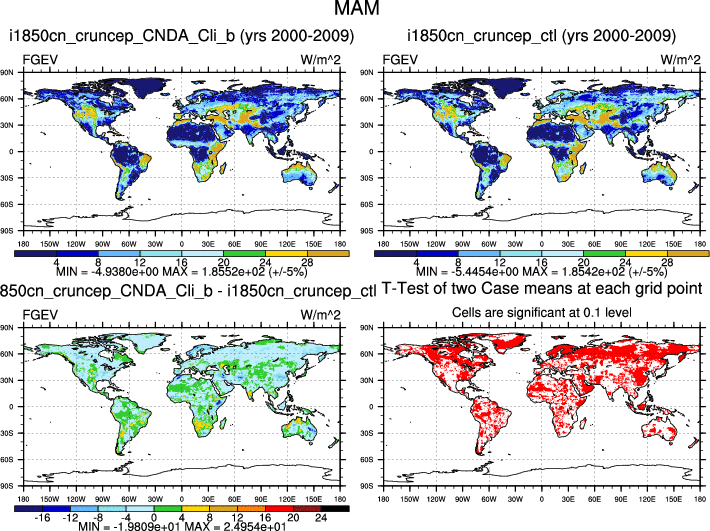 MAM
i1850cn_cruncep_CNDA_Cli_b (yrs 2000-2009)
FGEV W/m^2
90N
60N
30N
0
30S
60S
90S
180 150W 120W 90W 60W 30W 0 30E 60E 90E 120E 150E 180
4 8 12 16 20 24 28
MIN = -4.9380e+00 MAX = 1.8552e+02 (+/-5%)
i1850cn_cruncep_ctl (yrs 2000-2009)
FGEV W/m^2
90N
60N
30N
0
30S
60S
90S
180 150W 120W 90W 60W 30W 0 30E 60E 90E 120E 150E 180
4 8 12 16 20 24 28
MIN = -5.4454e+00 MAX = 1.8542e+02 (+/-5%)
850cn_cruncep_CNDA_Cli_b - i1850cn_cruncep_ctl
FGEV W/m^2
90N
60N
30N
0
30S
60S
90S
180 150W 120W 90W 60W 30W 0 30E 60E 90E 120E 150E 180
-16 -12 -8 -4 0 4 8 12 16 20 24
MIN = -1.9809e+01 MAX = 2.4954e+01
T-Test of two Case means at each grid point
Cells are significant at 0.1 level
90N
60N
30N
0
30S
60S
90S
180 150W 120W 90W 60W 30W 0 30E 60E 90E 120E 150E 180